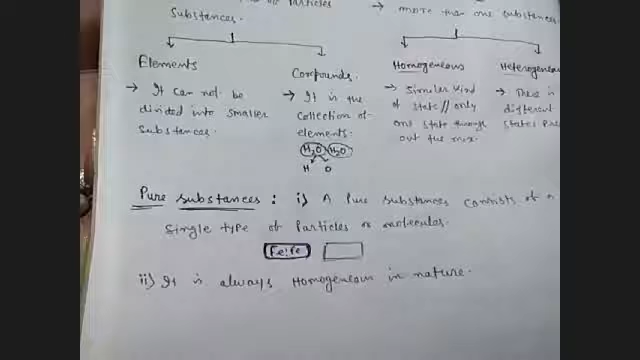 of Particles
more than one substances.
Substances.
Elements
Compounds.
Homogeneous
Heterogeneous
→ It can not be
divided into smaller
substances.
→ It is the
collection of
elements.
H₂O H₂O
H O
→ Similar kind
of state // only
one state through
out the mix.
→
different
states
Pure substances : i) A Pure substances consists of a
single type of Particles or molecules.
Fe:Fe
ii) It is always Homogeneous in nature.